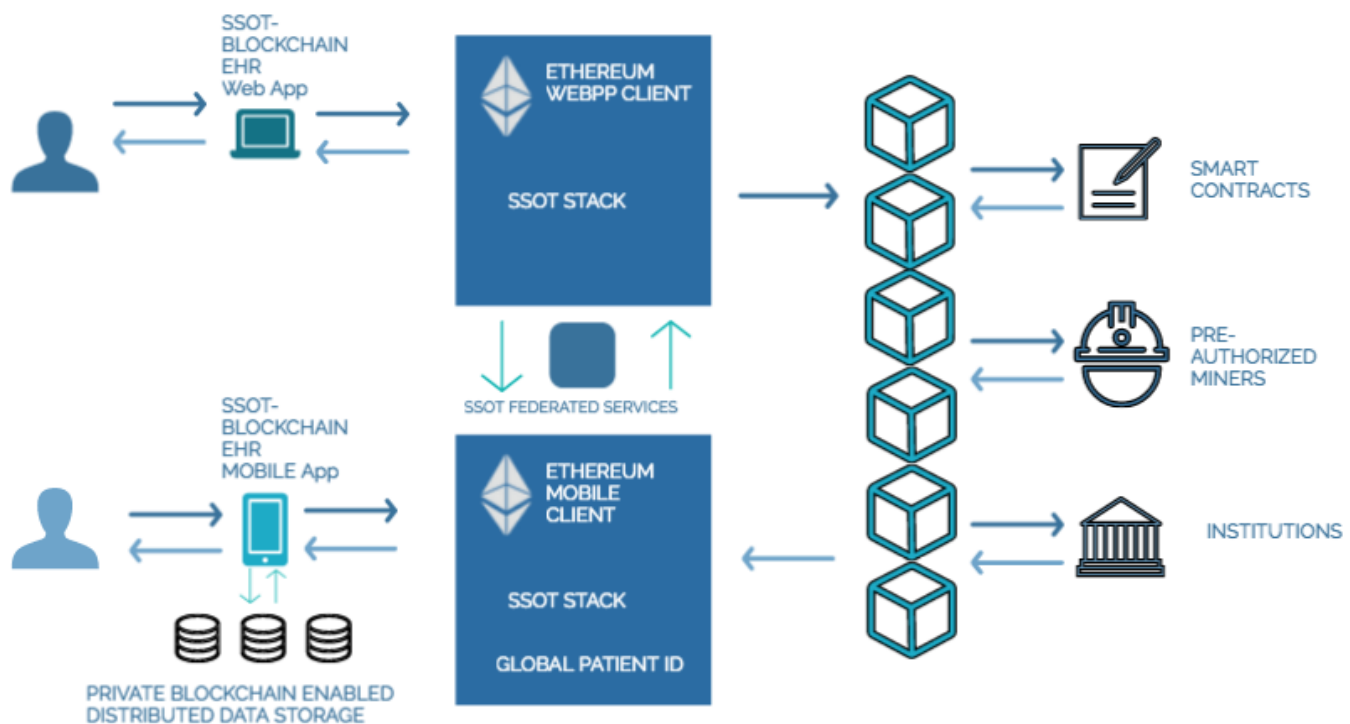 SSOT-
BLOCKCHAIN
EHR
Web App
ETHEREUM
WEBPP CLIENT
SSOT STACK
SMART
CONTRACTS
PRE-
AUTHORIZED
MINERS
SSOT FEDERATED SERVICES
SSOT-
BLOCKCHAIN
EHR
MOBILE App
ETHEREUM
MOBILE
CLIENT
SSOT STACK
GLOBAL PATIENT ID
INSTITUTIONS
PRIVATE BLOCKCHAIN ENABLED
DISTRIBUTED DATA STORAGE